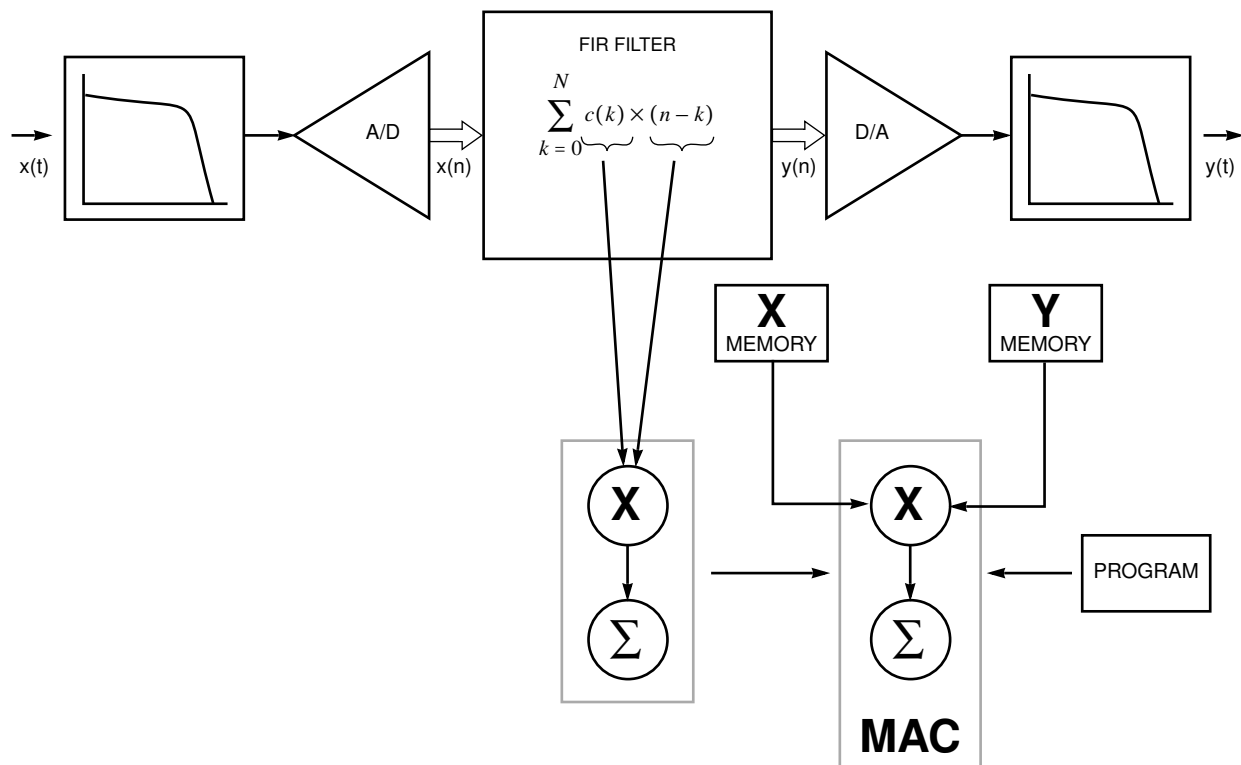 FIR FILTER
N
∑ c(k) × (n – k)
k = 0
A/D
D/A
x(t)
x(n)
y(n)
y(t)
X
MEMORY
Y
MEMORY
X
X
PROGRAM
Σ
Σ
MAC